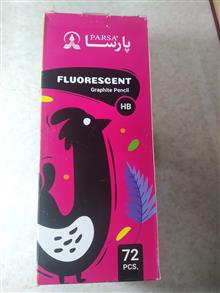 PARSA®
پارسا
FLUORESCENT
Graphite Pencil
HB
72
PCS.